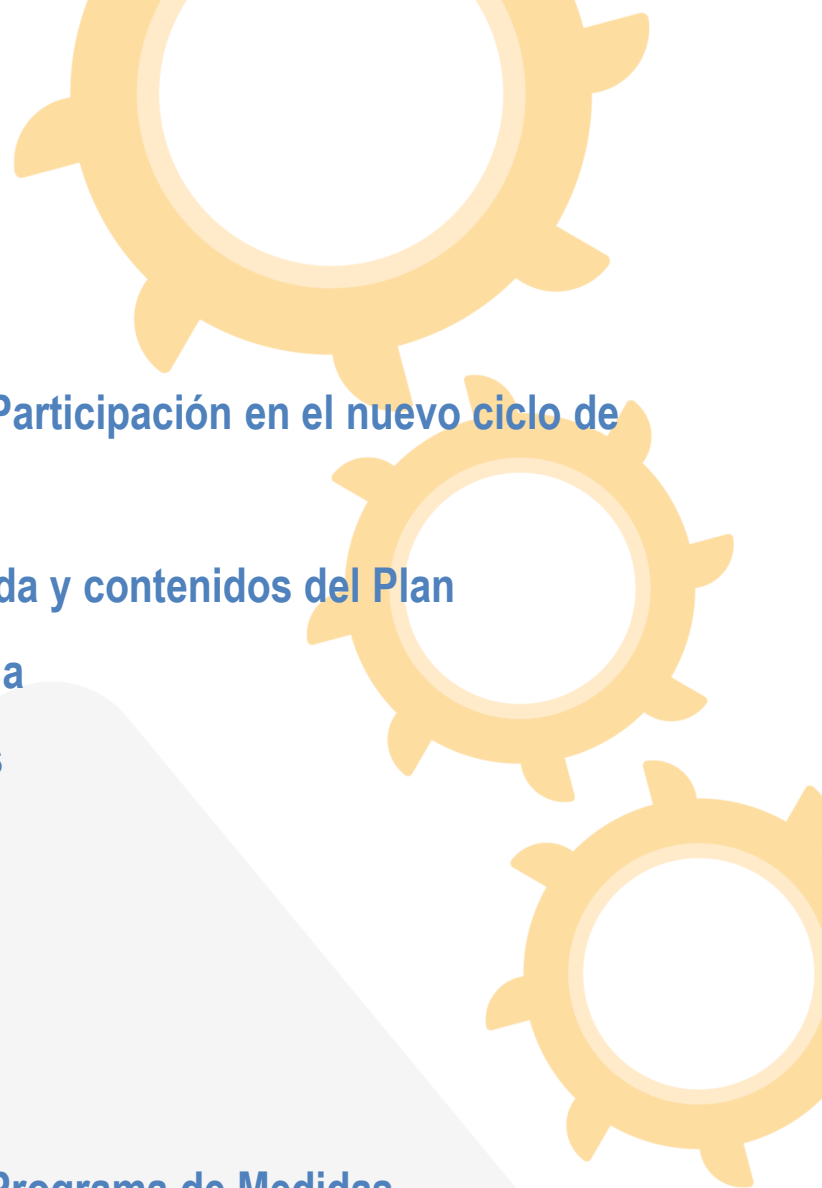 Participación en el nuevo ciclo de
da y contenidos del Plan
a
s
Programa de Medidas